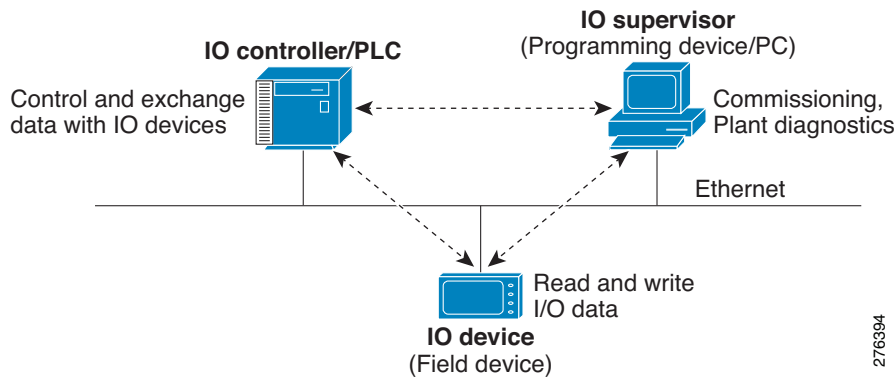 IO supervisor
(Programming device/PC)
IO controller/PLC
Control and exchange
data with IO devices
Commissioning,
Plant diagnostics
Ethernet
Read and write
I/O data
IO device
(Field device)
276394